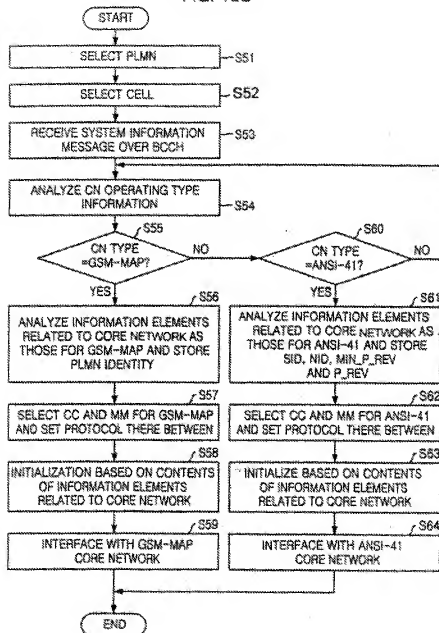 START
SELECT PLMN
S51
SELECT CELL
S52
RECEIVE SYSTEM INFORMATION
MESSAGE OVER BCCH
S53
ANALYZE CN OPERATING TYPE
INFORMATION
S54
S55
CN TYPE
=GSM-MAP?
NO
YES
S60
CN TYPE
=ANSI-41?
NO
YES
S56
ANALYZE INFORMATION ELEMENTS
RELATED TO CORE NETWORK AS
THOSE FOR GSM-MAP AND STORE
PLMN IDENTITY
S57
SELECT CC AND MM FOR GSM-MAP
AND SET PROTOCOL THERE BETWEEN
S58
INITIALIZATION BASED ON CONTENTS
OF INFORMATION ELEMENTS
RELATED TO CORE NETWORK
S59
INTERFACE WITH GSM-MAP
CORE NETWORK
S61
ANALYZE INFORMATION ELEMENTS
RELATED TO CORE NETWORK AS
THOSE FOR ANSI-41 AND STORE
SID, NID, MIN_P_REV
AND P_REV
S62
SELECT CC AND MM FOR ANSI-41
AND SET PROTOCOL THERE BETWEEN
S63
INITIALIZE BASED ON CONTENTS
OF INFORMATION ELEMENTS
RELATED TO CORE NETWORK
S64
INTERFACE WITH ANSI-41
CORE NETWORK
END